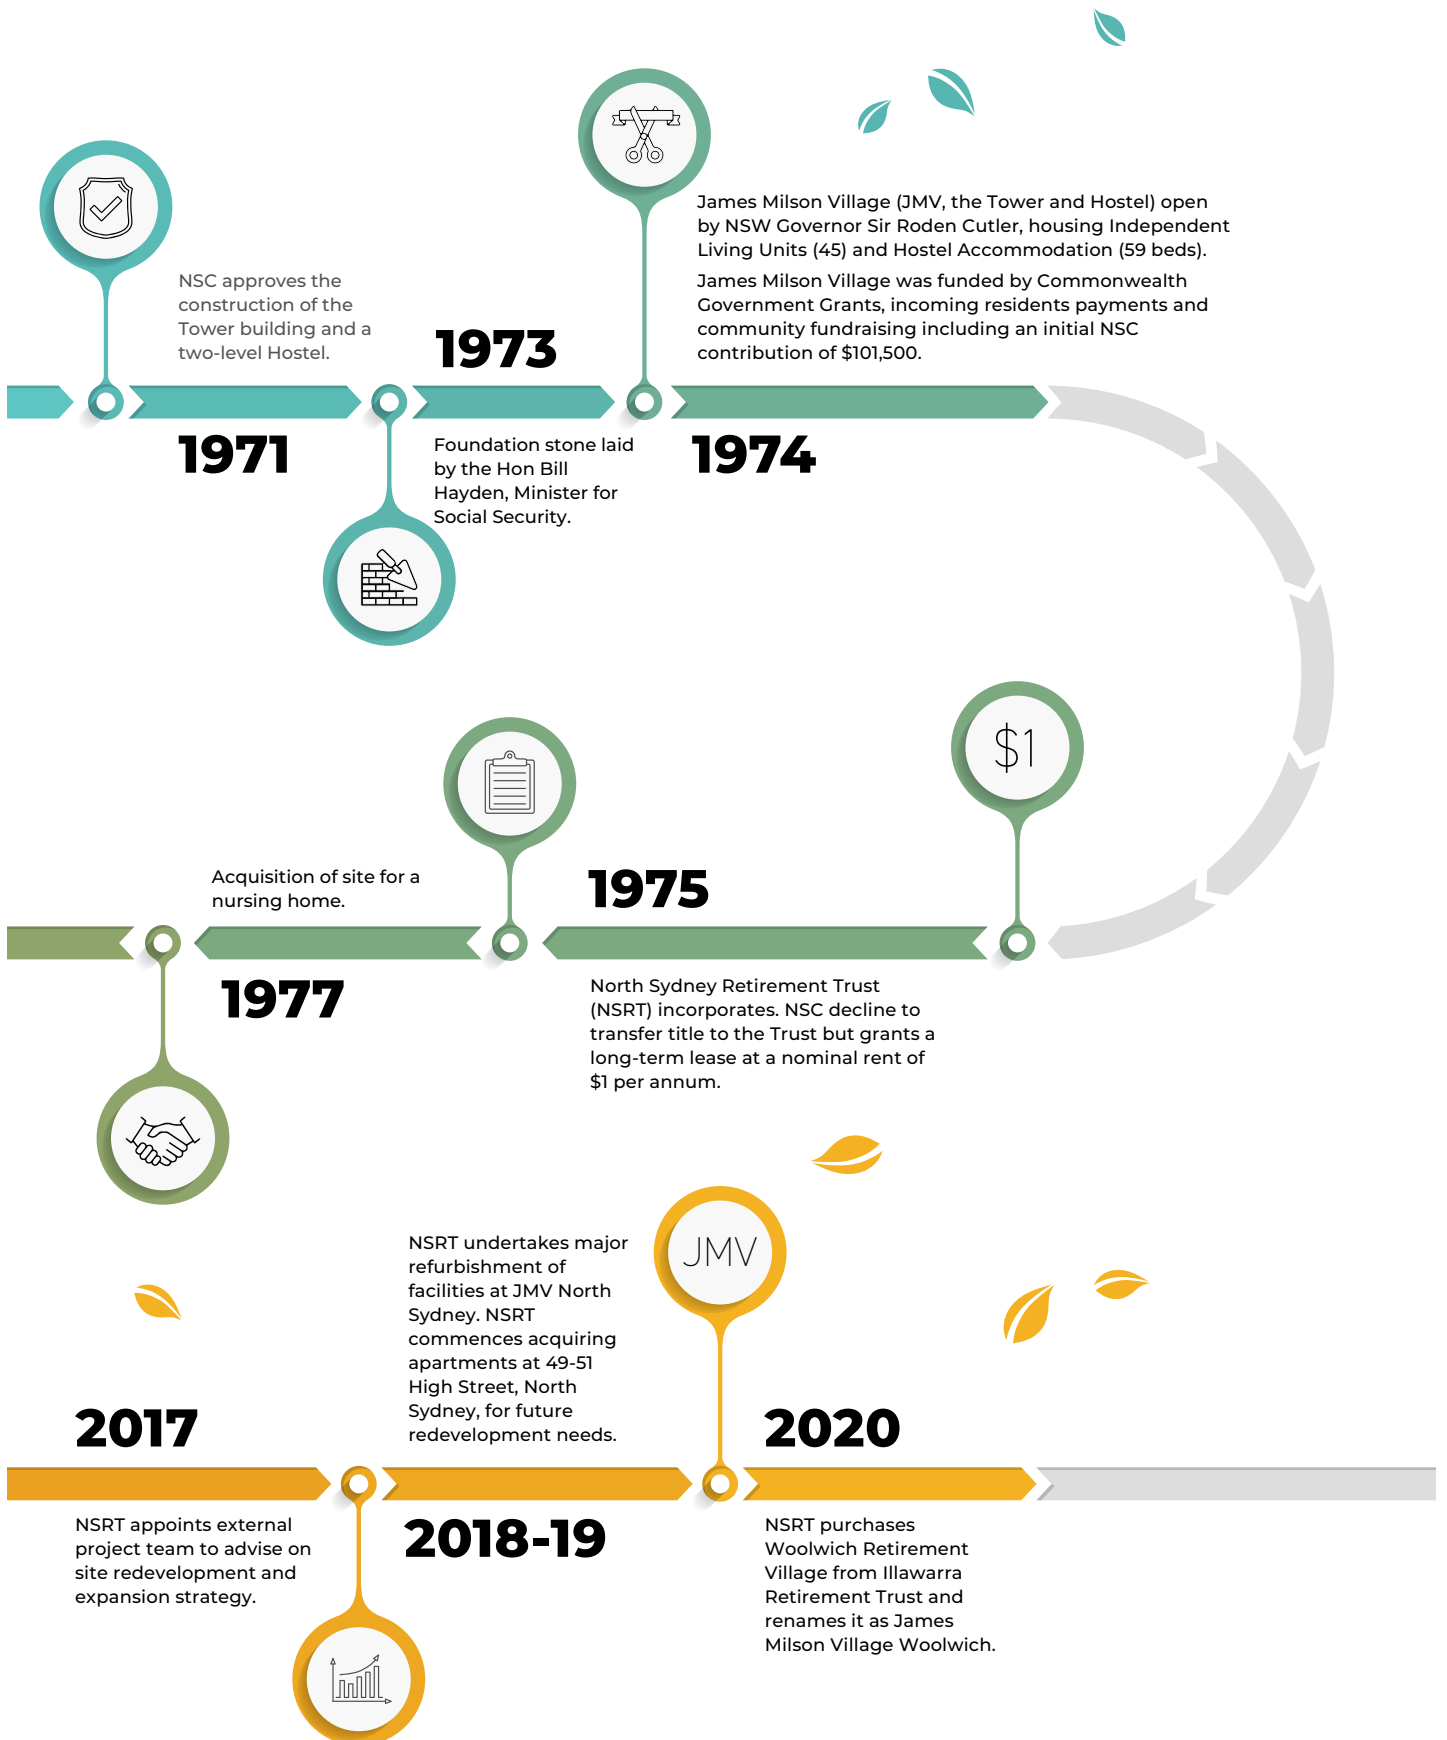 NSC approves the
construction of the
Tower building and a
two-level Hostel.
1971
1973
Foundation stone laid
by the Hon Bill
Hayden, Minister for
Social Security.
James Milson Village (JMV, the Tower and Hostel) open
by NSW Governor Sir Roden Cutler, housing Independent
Living Units (45) and Hostel Accommodation (59 beds).
James Milson Village was funded by Commonwealth
Government Grants, incoming residents payments and
community fundraising including an initial NSC
contribution of $101,500.
1974
$1
1975
North Sydney Retirement Trust
(NSRT) incorporates. NSC decline to
transfer title to the Trust but grants a
long-term lease at a nominal rent of
$1 per annum.
Acquisition of site for a
nursing home.
1977
2017
NSRT appoints external
project team to advise on
site redevelopment and
expansion strategy.
NSRT undertakes major
refurbishment of
facilities at JMV North
Sydney. NSRT
commences acquiring
apartments at 49-51
High Street, North
Sydney, for future
redevelopment needs.
2018-19
JMV
2020
NSRT purchases
Woolwich Retirement
Village from Illawarra
Retirement Trust and
renames it as James
Milson Village Woolwich.